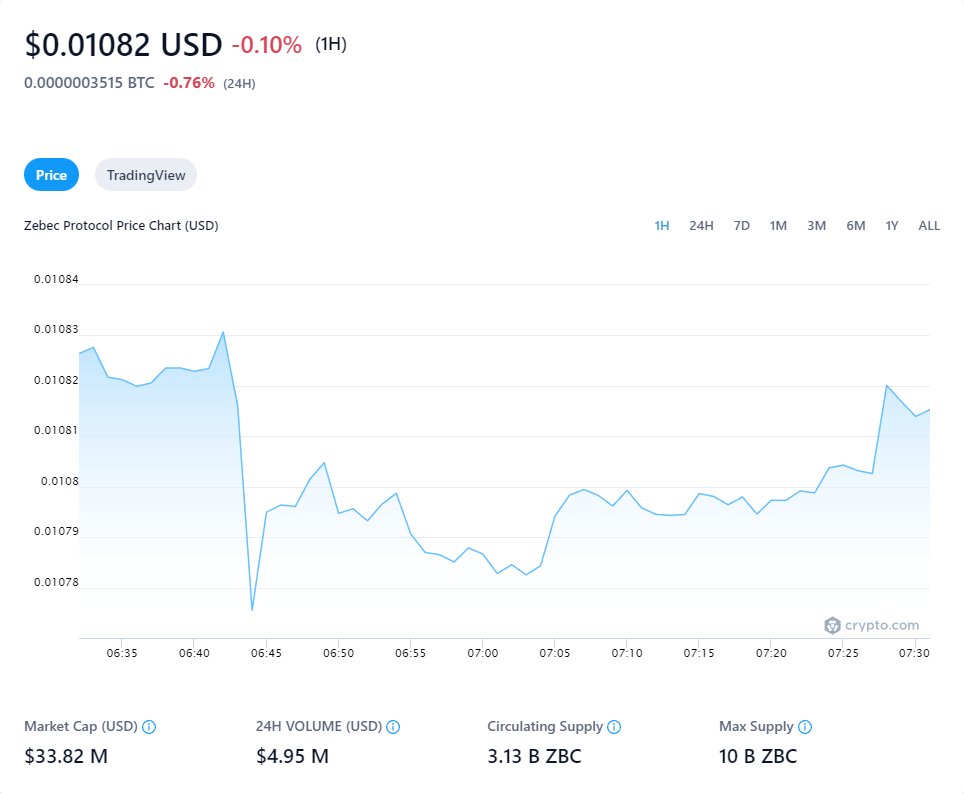 $0.01082 USD -0.10% (1H)
0.0000003515 BTC -0.76% (24H)
Price TradingView
Zebec Protocol Price Chart (USD) 1H 24H 7D 1M 3M 6M 1Y ALL
0.01084
0.01083
0.01082
0.01081
0.0108
0.01079
0.01078
crypto.com
06:35 06:40 06:45 06:50 06:55 07:00 07:05 07:10 07:15 07:20 07:25 07:30
Market Cap (USD) 24H VOLUME (USD) Circulating Supply Max Supply
$33.82 M $4.95 M 3.13 B ZBC 10 B ZBC